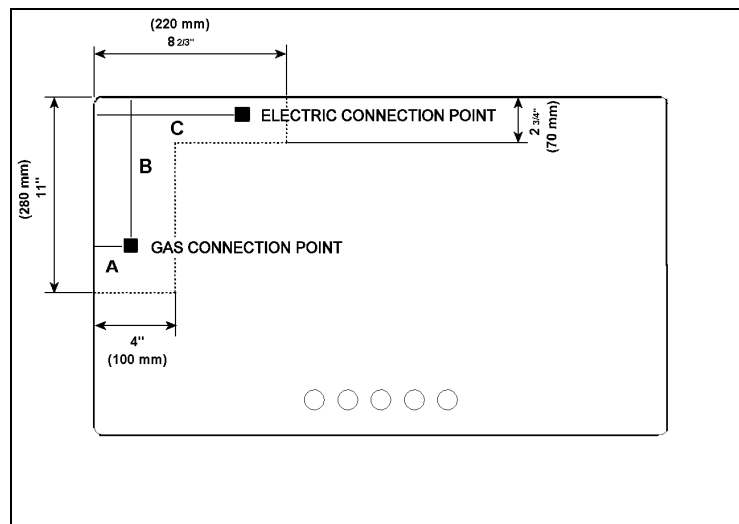 (220 mm)
8 2/3"
ELECTRIC CONNECTION POINT
C
2 3/4"
(70 mm)
B
(280 mm)
11"
GAS CONNECTION POINT
A
4"
(100 mm)